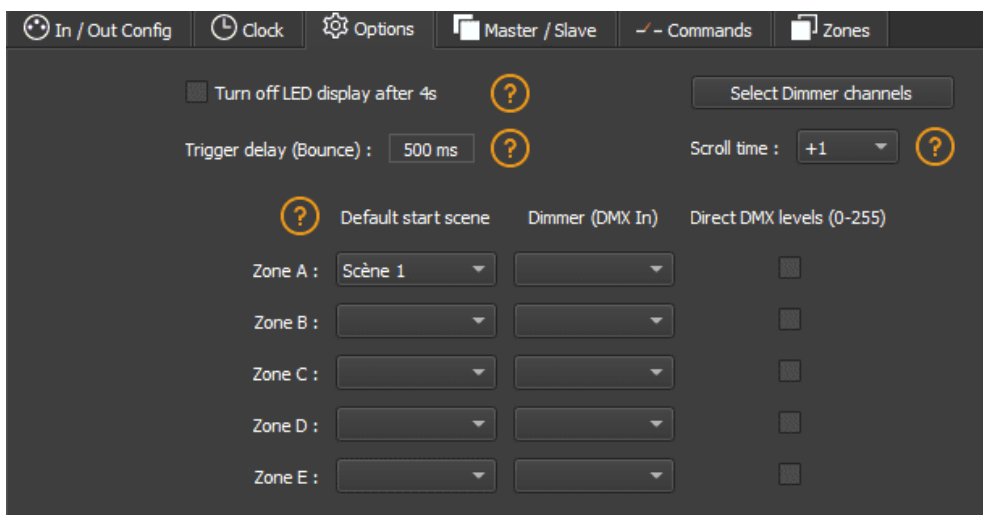 In / Out Config Clock Options Master / Slave Commands Zones
Turn off LED display after 4s ? Select Dimmer channels
Trigger delay (Bounce) : 500 ms ? Scroll time : +1 ?
? Default start scene Dimmer (DMX In) Direct DMX levels (0-255)
Zone A : Scène 1
Zone B :
Zone C :
Zone D :
Zone E :